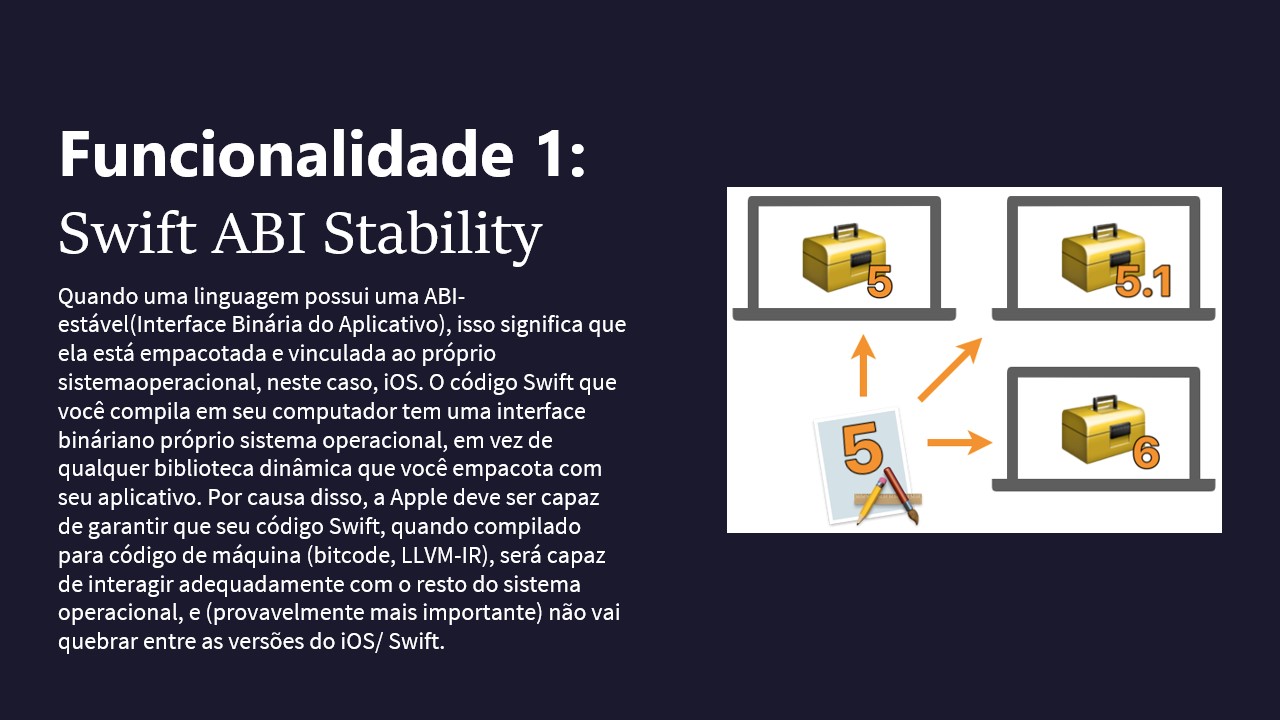 Funcionalidade 1:
Swift ABI Stability
Quando uma linguagem possui uma ABI-
estável(Interface Binária do Aplicativo), isso significa que
ela está empacotada e vinculada ao próprio
sistemaoperacional, neste caso, iOS. O código Swift que
você compila em seu computador tem uma interface
bináriano próprio sistema operacional, em vez de
qualquer biblioteca dinâmica que você empacota com
seu aplicativo. Por causa disso, a Apple deve ser capaz
de garantir que seu código Swift, quando compilado
para código de máquina (bitcode, LLVM-IR), será capaz
de interagir adequadamente com o resto do sistema
operacional, e (provavelmente mais importante) não vai
quebrar entre as versões do iOS/ Swift.
5
5.1
5
6